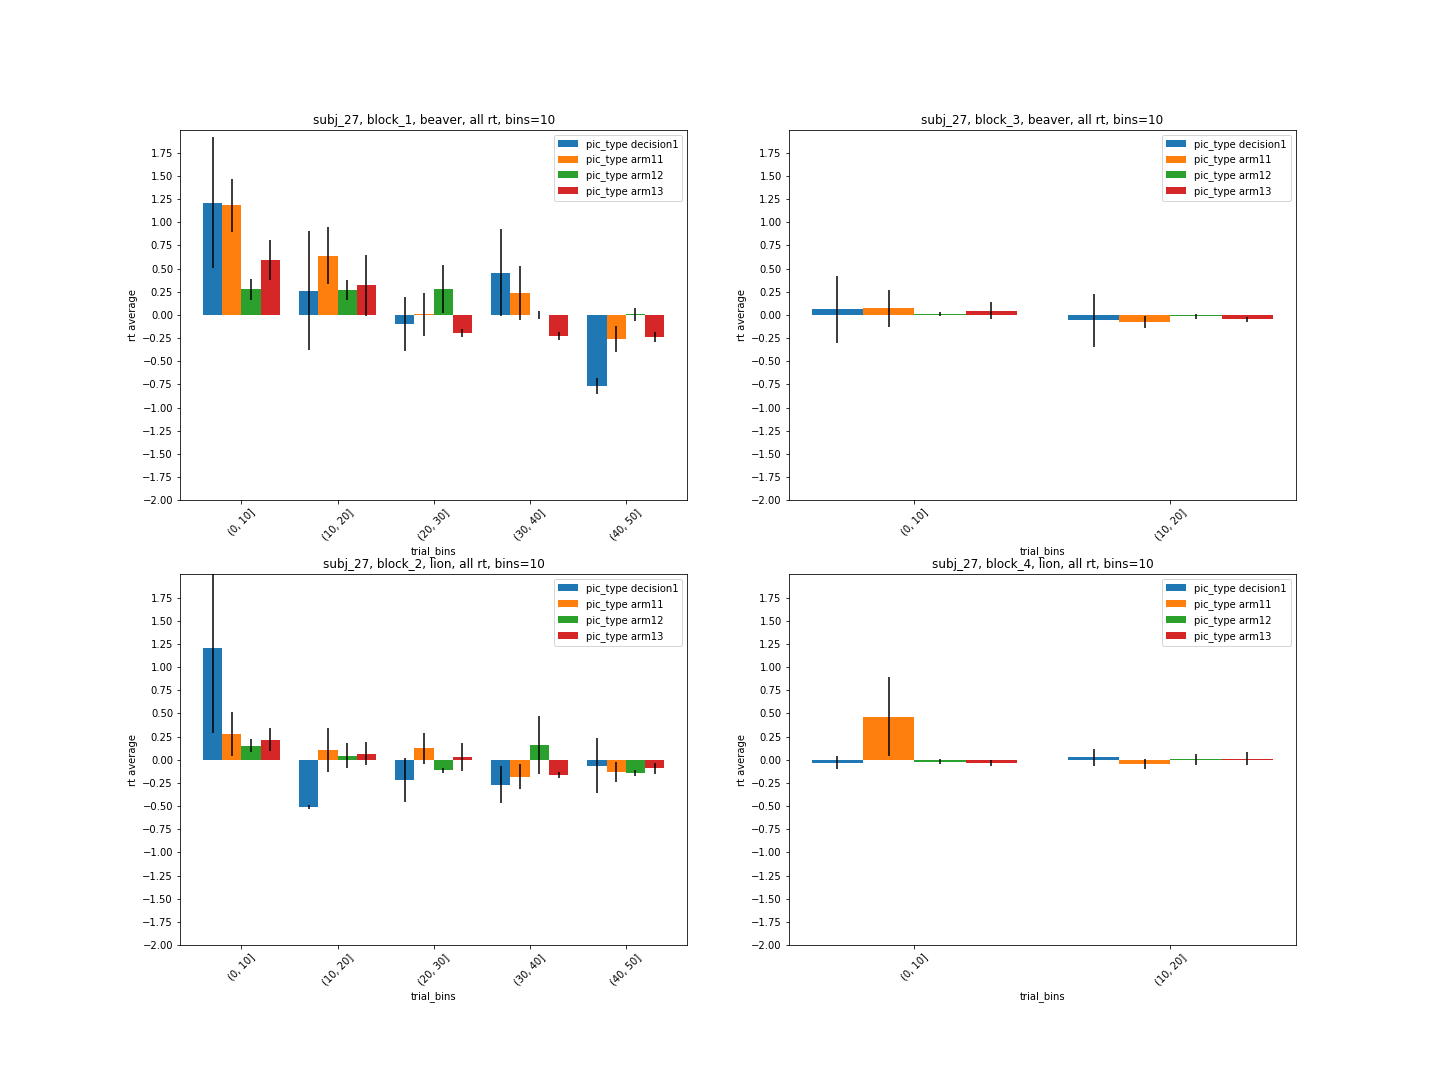 subj_27, block_1, beaver, all rt, bins=10
pic_type decision1
pic_type arm11
pic_type arm12
pic_type arm13
1.75
1.50
1.25
1.00
0.75
0.50
0.25
0.00
−0.25
−0.50
−0.75
−1.00
−1.25
−1.50
−1.75
−2.00
rt average
(0, 10]
(10, 20]
(20, 30]
(30, 40]
(40, 50]
trial_bins
subj_27, block_3, beaver, all rt, bins=10
pic_type decision1
pic_type arm11
pic_type arm12
pic_type arm13
1.75
1.50
1.25
1.00
0.75
0.50
0.25
0.00
−0.25
−0.50
−0.75
−1.00
−1.25
−1.50
−1.75
−2.00
rt average
(0, 10]
(10, 20]
trial_bins
subj_27, block_2, lion, all rt, bins=10
pic_type decision1
pic_type arm11
pic_type arm12
pic_type arm13
1.75
1.50
1.25
1.00
0.75
0.50
0.25
0.00
−0.25
−0.50
−0.75
−1.00
−1.25
−1.50
−1.75
−2.00
rt average
(0, 10]
(10, 20]
(20, 30]
(30, 40]
(40, 50]
trial_bins
subj_27, block_4, lion, all rt, bins=10
pic_type decision1
pic_type arm11
pic_type arm12
pic_type arm13
1.75
1.50
1.25
1.00
0.75
0.50
0.25
0.00
−0.25
−0.50
−0.75
−1.00
−1.25
−1.50
−1.75
−2.00
rt average
(0, 10]
(10, 20]
trial_bins